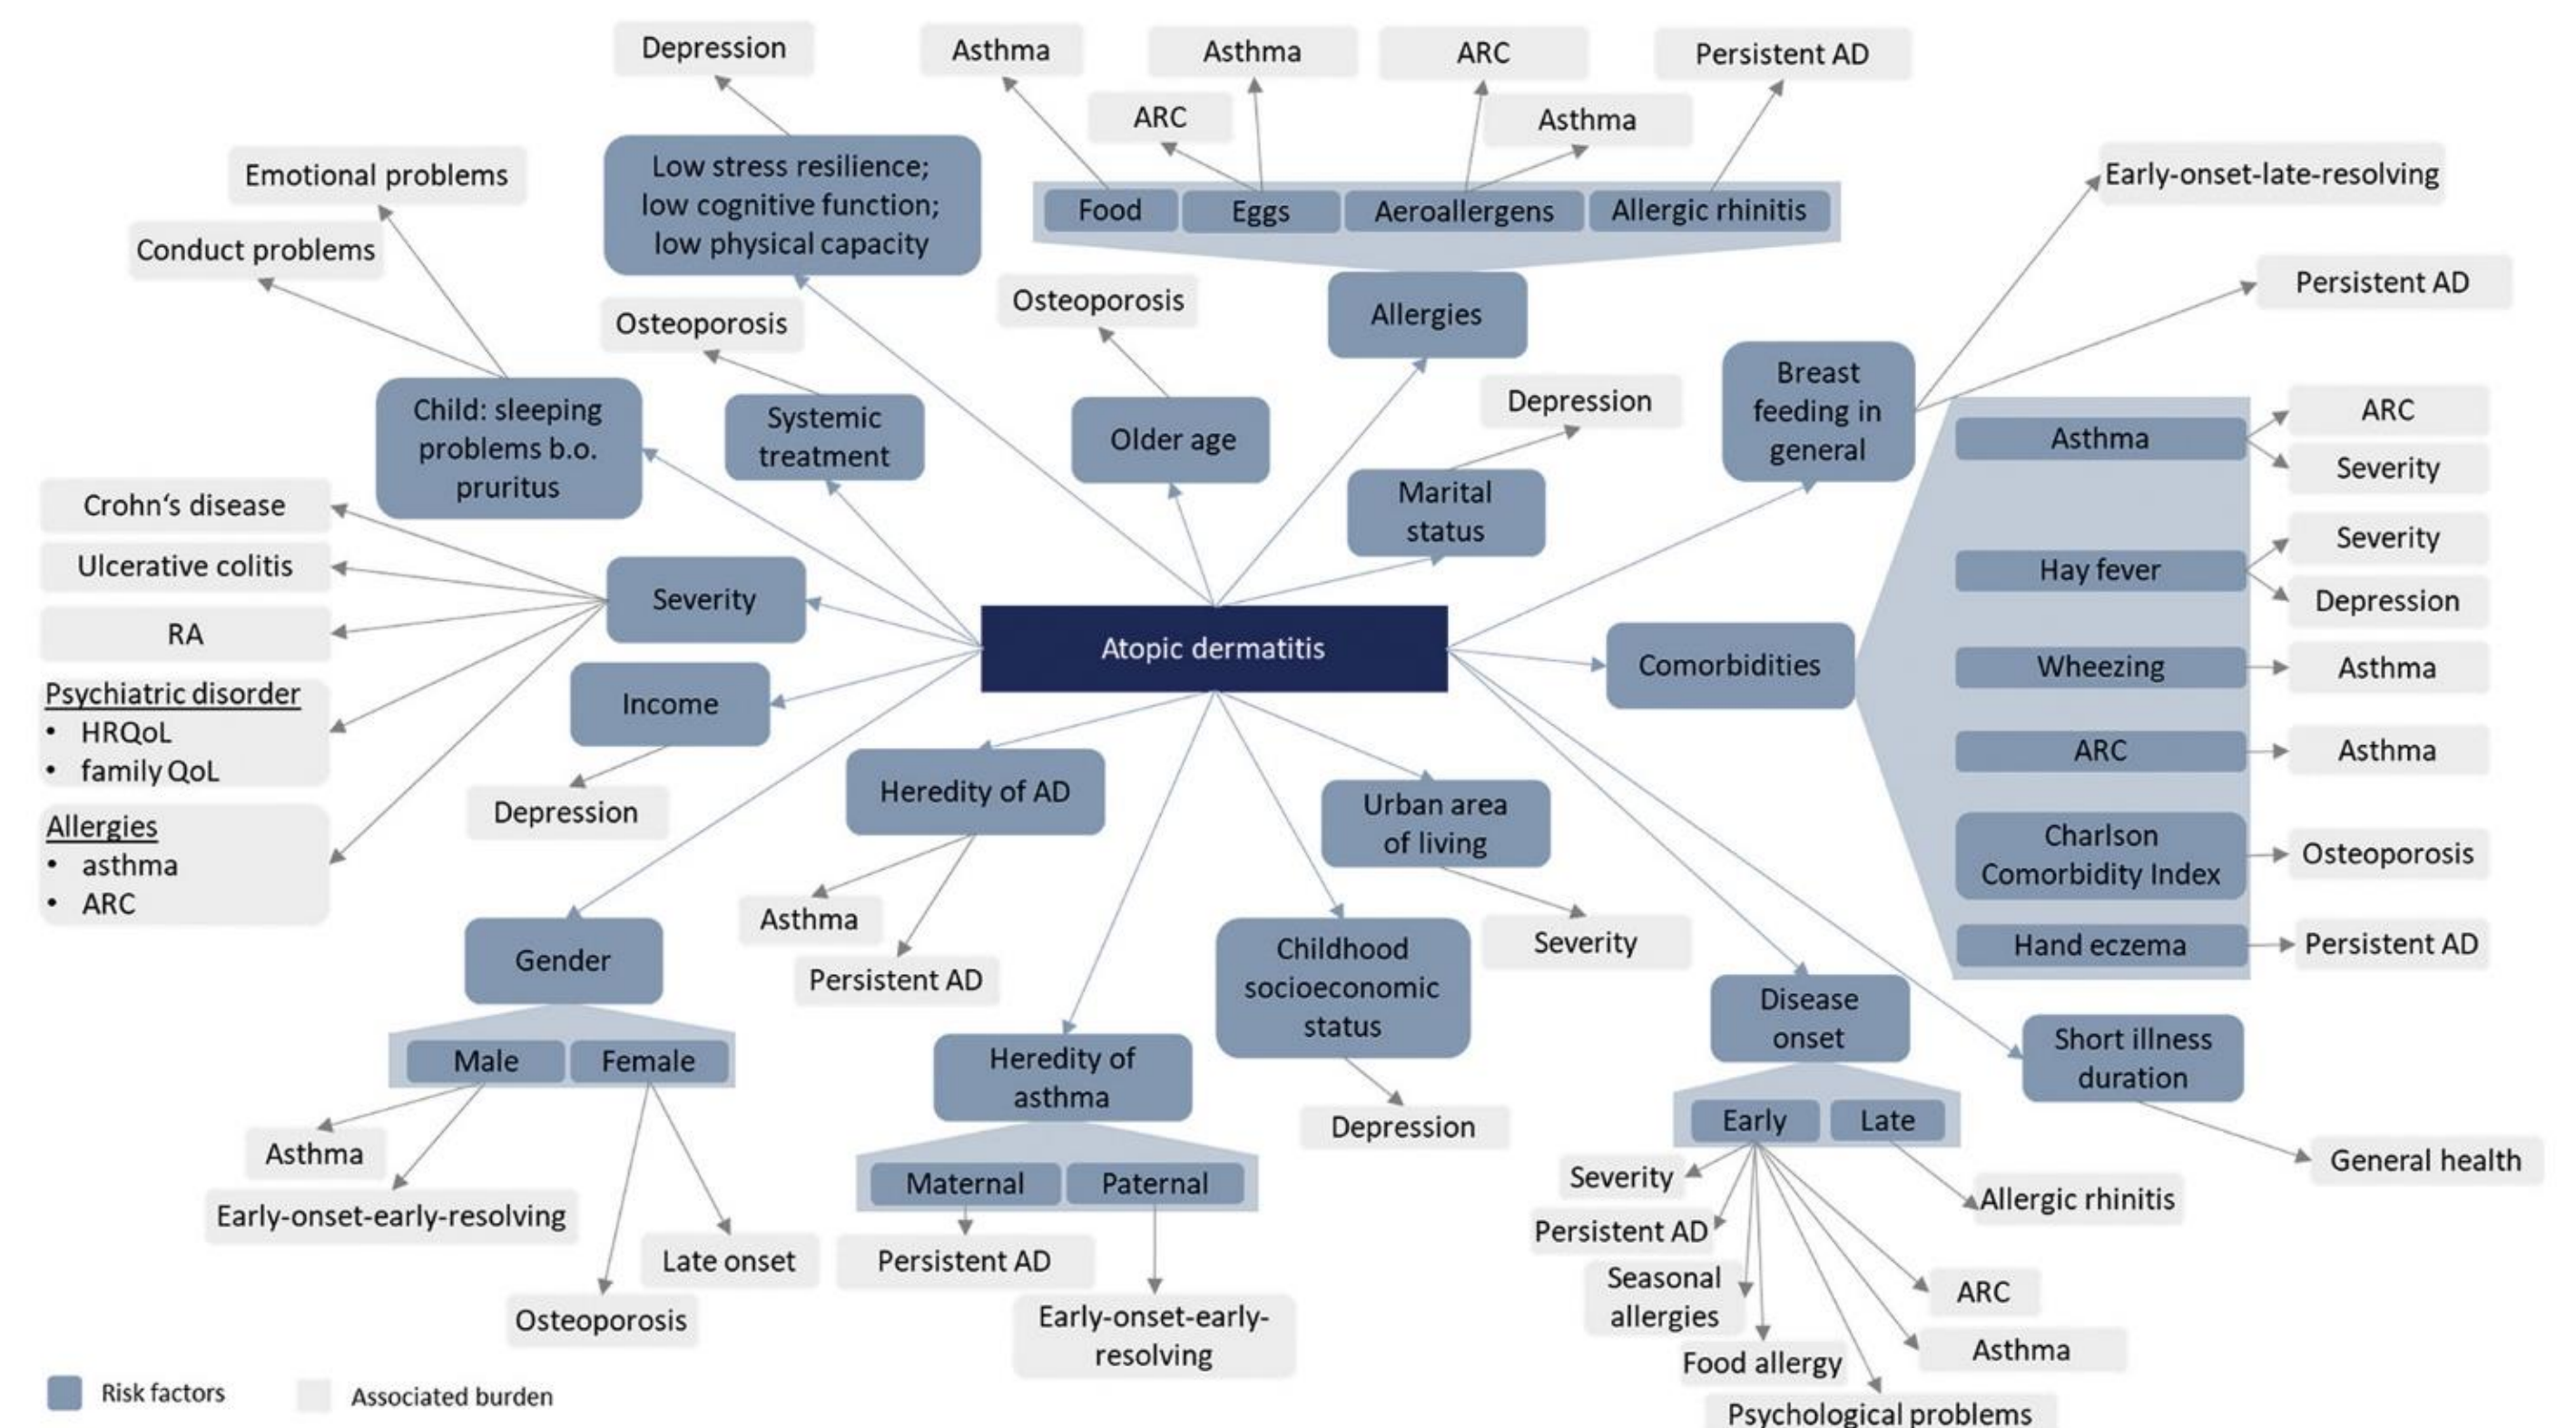 Depression
Asthma
Asthma
ARC
Persistent AD
ARC
Asthma
Low stress resilience;
low cognitive function;
low physical capacity
Food
Eggs
Aeroallergens
Allergic rhinitis
Emotional problems
Conduct problems
Early-onset-late-resolving
Persistent AD
Osteoporosis
Osteoporosis
Allergies
Child: sleeping
problems b.o.
pruritus
Systemic
treatment
Older age
Depression
Marital
status
Breast
feeding in
general
Asthma
ARC
Severity
Hay fever
Severity
Depression
Wheezing
Asthma
ARC
Asthma
Charlson
Comorbidity Index
Osteoporosis
Hand eczema
Persistent AD
Crohn‘s disease
Ulcerative colitis
RA
Psychiatric disorder
• HRQoL
• family QoL
Allergies
• asthma
• ARC
Severity
Income
Depression
Atopic dermatitis
Comorbidities
Heredity of AD
Asthma
Persistent AD
Urban area
of living
Severity
Gender
Male
Female
Asthma
Early-onset-early-resolving
Late onset
Osteoporosis
Heredity of
asthma
Maternal
Paternal
Persistent AD
Early-onset-early-
resolving
Childhood
socioeconomic
status
Depression
Disease
onset
Early
Late
Severity
Persistent AD
Seasonal
allergies
Food allergy
Psychological problems
Asthma
ARC
Allergic rhinitis
Short illness
duration
General health
Risk factors
Associated burden